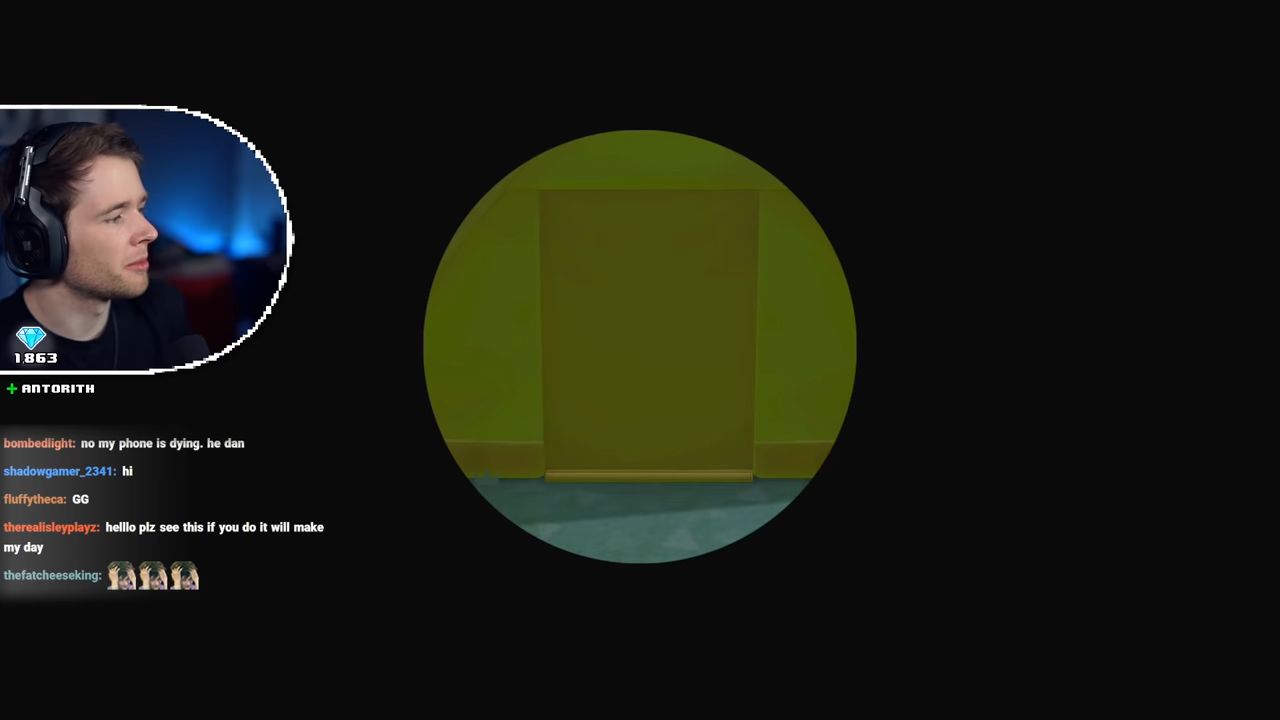 1863
+ ANTORITH
bombedlight: no my phone is dying. he dan
shadowgamer_2341: hi
fluffytheca: GG
therealisleyplayz: helllo plz see this if you do it will make
my day
thefatcheeseking: